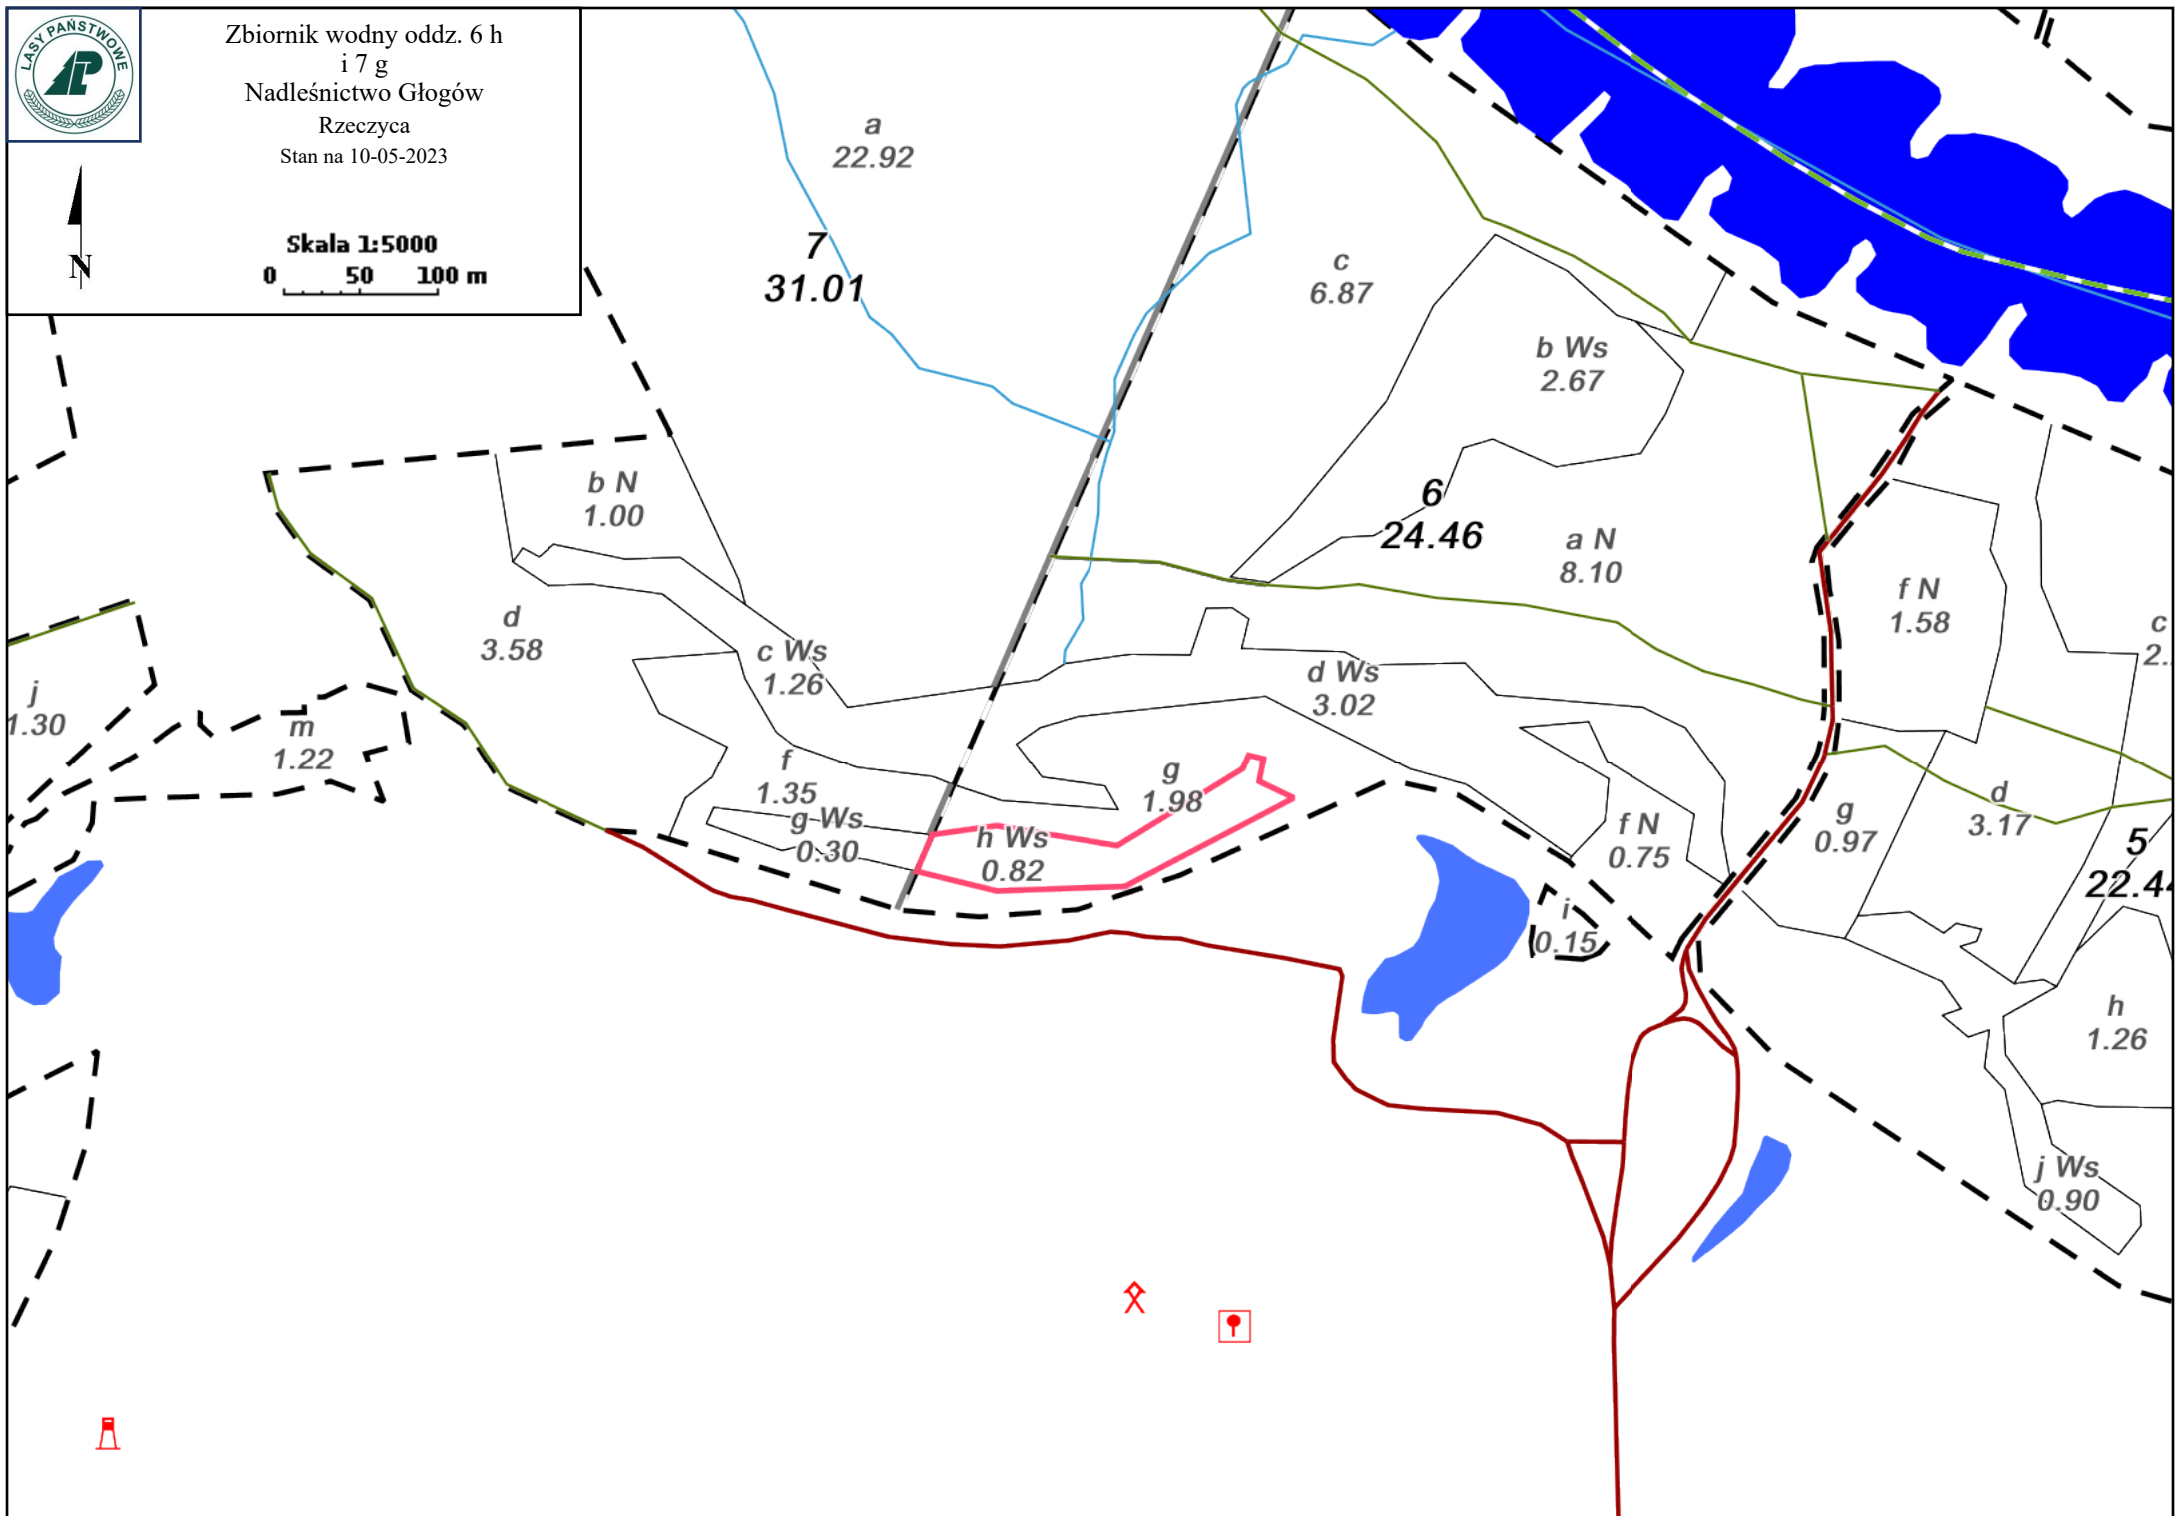 LASY PAŃSTWOWE
Zbiornik wodny oddz. 6 h
i 7 g
Nadleśnictwo Głogów
Rzeczyca
Stan na 10-05-2023
N
Skala 1:5000
0 50 100 m
a
22.92
7
31.01
c
6.87
b Ws
2.67
b N
1.00
6
24.46
a N
8.10
f N
1.58
d
3.58
c Ws
1.26
d Ws
3.02
c
2.
j
1.30
m
1.22
f
1.35
g
1.98
g Ws
0.30
h Ws
0.82
f N
0.75
g
0.97
d
3.17
5
22.44
i
0.15
h
1.26
j Ws
0.90